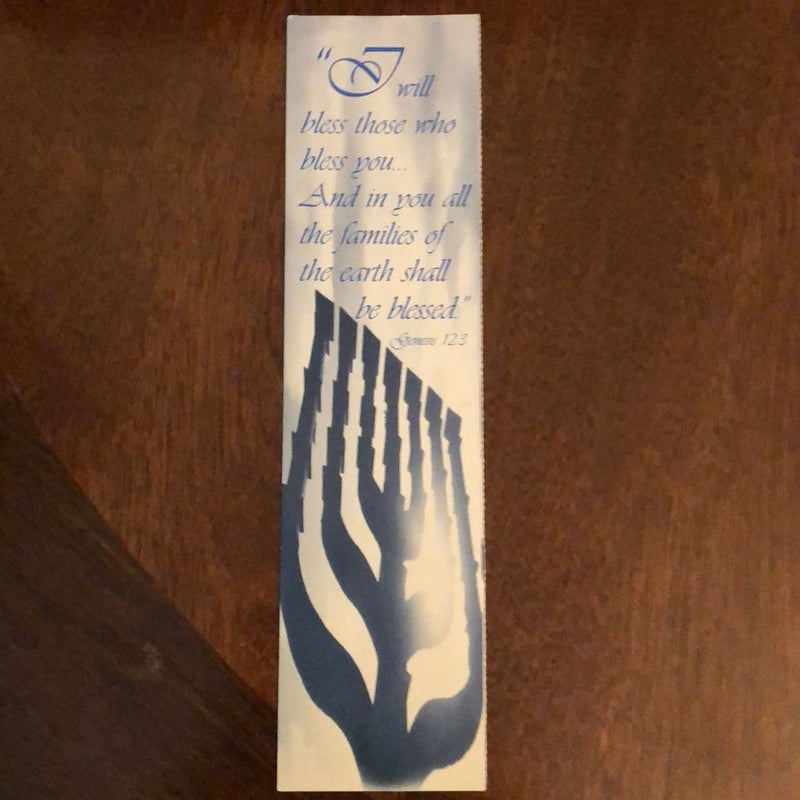 "I will
bless those who
bless you...
And in you all
the families of
the earth shall
be blessed."
Genesis 12:3